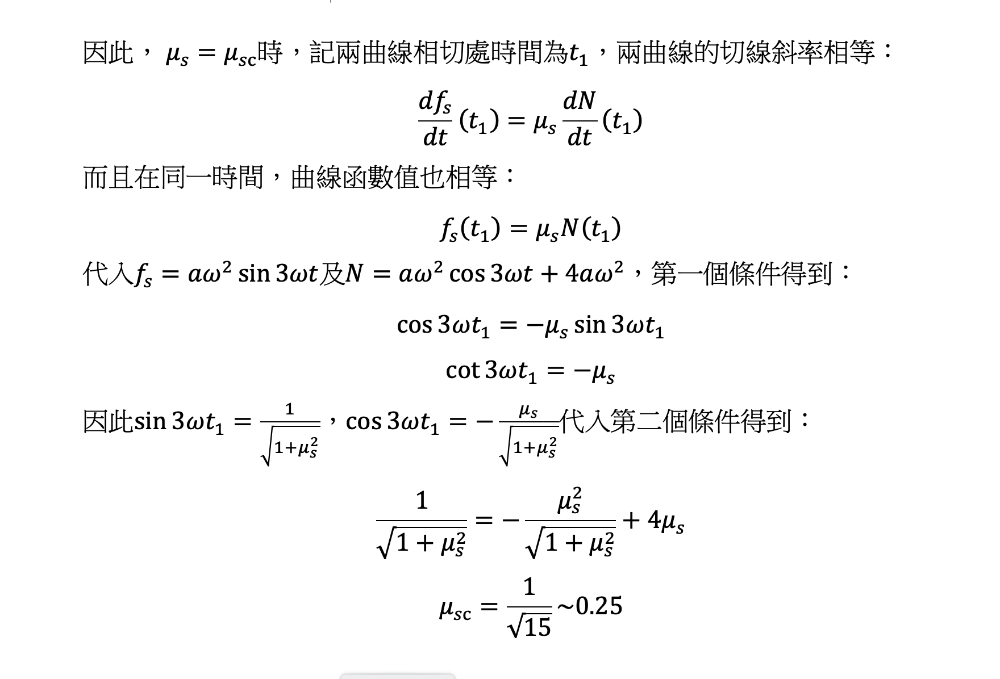 因此， $\mu_s = \mu_{sc}$時，記兩曲線相切處時間為$t_1$，兩曲線的切線斜率相等：
$\frac{df_s}{dt}(t_1) = \mu_s \frac{dN}{dt}(t_1)$
而且在同一時間，曲線函數值也相等：
$f_s(t_1) = \mu_s N(t_1)$
代入$f_s = a\omega^2 \sin 3\omega t$及$N = a\omega^2 \cos 3\omega t + 4a\omega^2$，第一個條件得到：
$\cos 3\omega t_1 = -\mu_s \sin 3\omega t_1$
$\cot 3\omega t_1 = -\mu_s$
因此$\sin 3\omega t_1 = \frac{1}{\sqrt{1+\mu_s^2}}$，$\cos 3\omega t_1 = -\frac{\mu_s}{\sqrt{1+\mu_s^2}}$代入第二個條件得到：
$\frac{1}{\sqrt{1+\mu_s^2}} = -\frac{\mu_s^2}{\sqrt{1+\mu_s^2}} + 4\mu_s$
$\mu_{sc} = \frac{1}{\sqrt{15}} \sim 0.25$